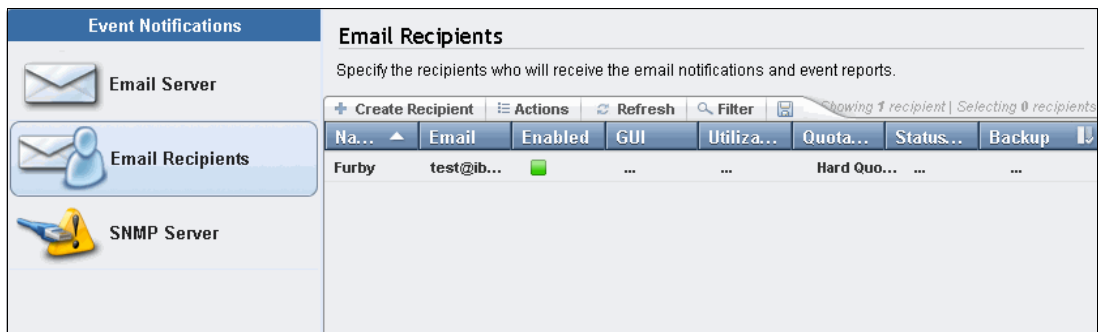 Event Notifications
Email Server
Email Recipients
SNMP Server
Email Recipients
Specify the recipients who will receive the email notifications and event reports.
Create Recipient Actions Refresh Filter Showing 1 recipient | Selecting 0 recipients
Na... Email Enabled GUI Utiliza... Quota... Status... Backup
Furby test@ib... ... ... Hard Quo... ... ...